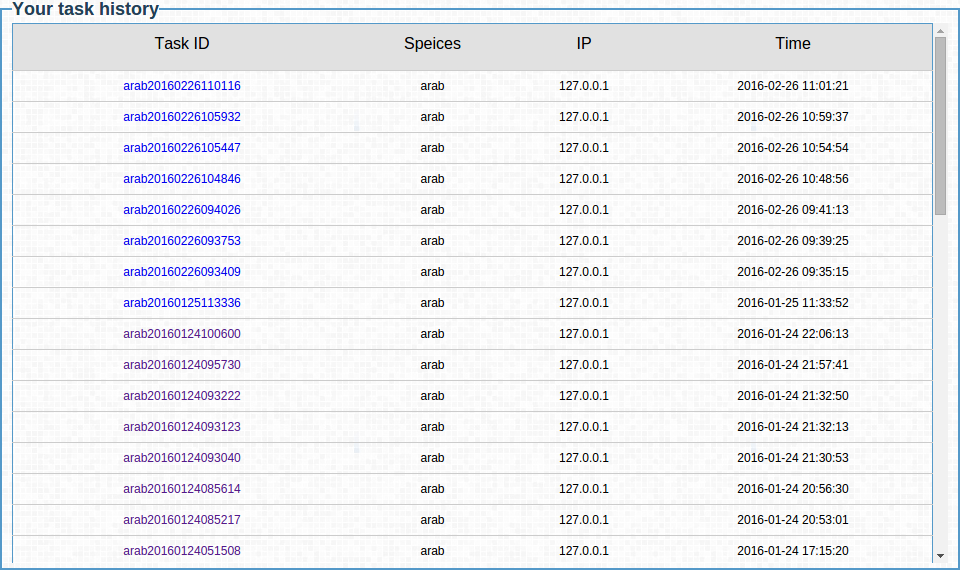 Your task history
Task ID Speices IP Time
arab20160226110116 arab 127.0.0.1 2016-02-26 11:01:21
arab20160226105932 arab 127.0.0.1 2016-02-26 10:59:37
arab20160226105447 arab 127.0.0.1 2016-02-26 10:54:54
arab20160226104846 arab 127.0.0.1 2016-02-26 10:48:56
arab20160226094026 arab 127.0.0.1 2016-02-26 09:41:13
arab20160226093753 arab 127.0.0.1 2016-02-26 09:39:25
arab20160226093409 arab 127.0.0.1 2016-02-26 09:35:15
arab20160125113336 arab 127.0.0.1 2016-01-25 11:33:52
arab20160124100600 arab 127.0.0.1 2016-01-24 22:06:13
arab20160124095730 arab 127.0.0.1 2016-01-24 21:57:41
arab20160124093222 arab 127.0.0.1 2016-01-24 21:32:50
arab20160124093123 arab 127.0.0.1 2016-01-24 21:32:13
arab20160124093040 arab 127.0.0.1 2016-01-24 21:30:53
arab20160124085614 arab 127.0.0.1 2016-01-24 20:56:30
arab20160124085217 arab 127.0.0.1 2016-01-24 20:53:01
arab20160124051508 arab 127.0.0.1 2016-01-24 17:15:20